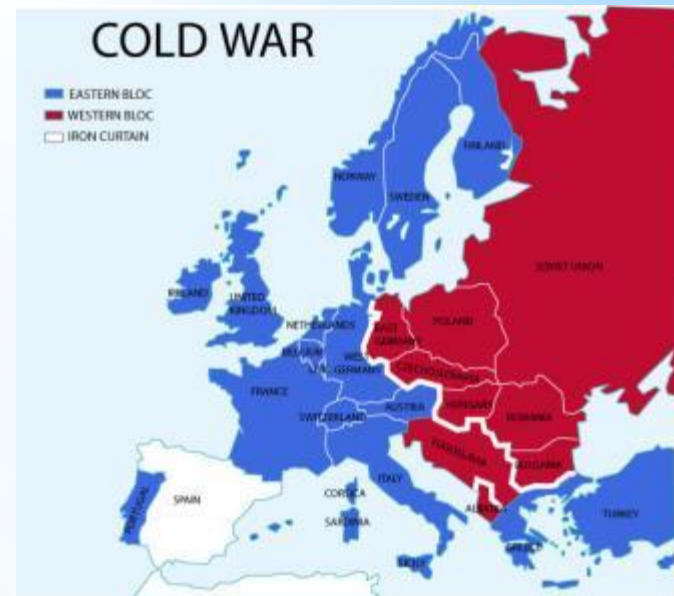 COLD WAR
EASTERN BLOC
WESTERN BLOC
IRON CURTAIN
FINLAND
NORWAY
SWEDEN
SOVIET UNION
IRELAND
UNITED
KINGDOM
NETHERLANDS
EAST
GERMANY
POLAND
BELGIUM
WEST
GERMANY
CZECHOSLOVAKIA
FRANCE
SWITZERLAND
AUSTRIA
HUNGARY
ROMANIA
YUGOSLAVIA
BULGARIA
ITALY
PORTUGAL
SPAIN
CORSICA
SARDINIA
ALBANIA
TURKEY
GREECE
SICILY